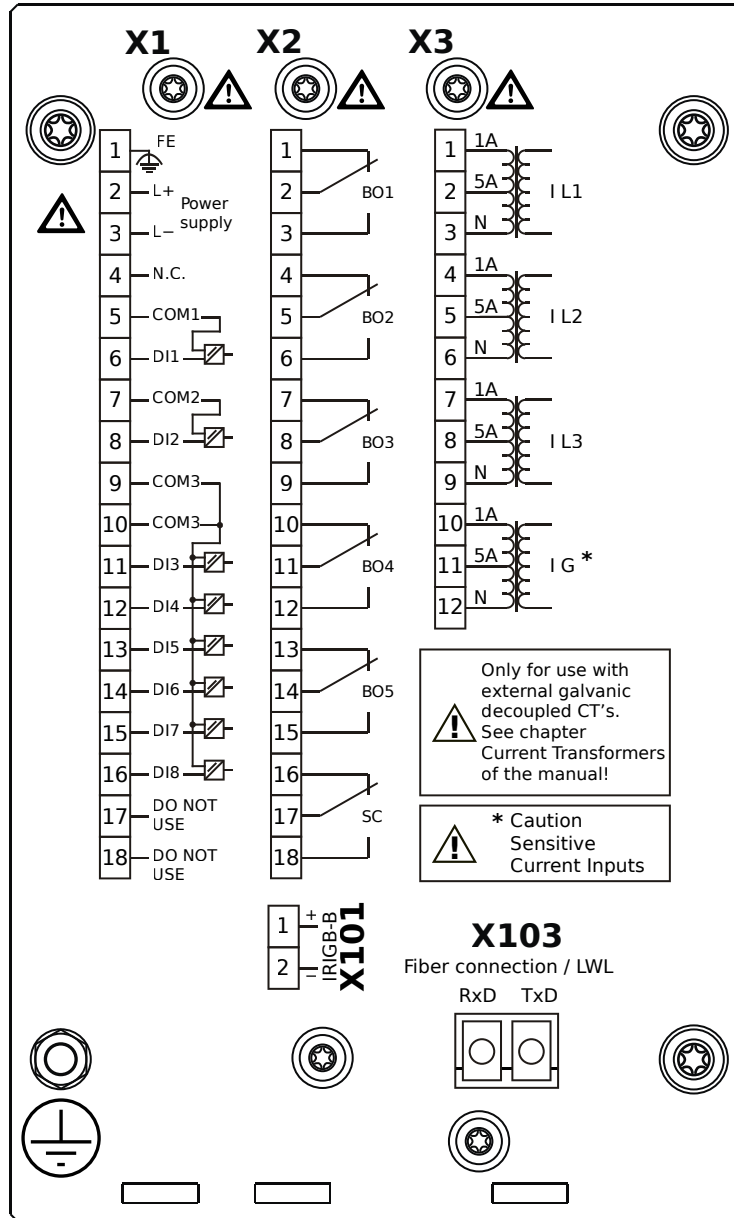 X1
X2
X3
1 FE
2 L+
Power
supply
3 L−
4 N.C.
5 COM1
6 DI1
7 COM2
8 DI2
9 COM3
10 COM3
11 DI3
12 DI4
13 DI5
14 DI6
15 DI7
16 DI8
17 DO NOT
USE
18 DO NOT
USE
1
2 BO1
3
4
5 BO2
6
7
8 BO3
9
10
11 BO4
12
13
14 BO5
15
16
17 SC
18
1 1A
2 5A I L1
3 N
4 1A
5 5A I L2
6 N
7 1A
8 5A I L3
9 N
10 1A
11 5A I G *
12 N
! Only for use with
external galvanic
decoupled CT's.
See chapter
Current Transformers
of the manual!
! * Caution
Sensitive
Current Inputs
1 +
2 −
IRIGB-B
X101
X103
Fiber connection / LWL
RxD TxD